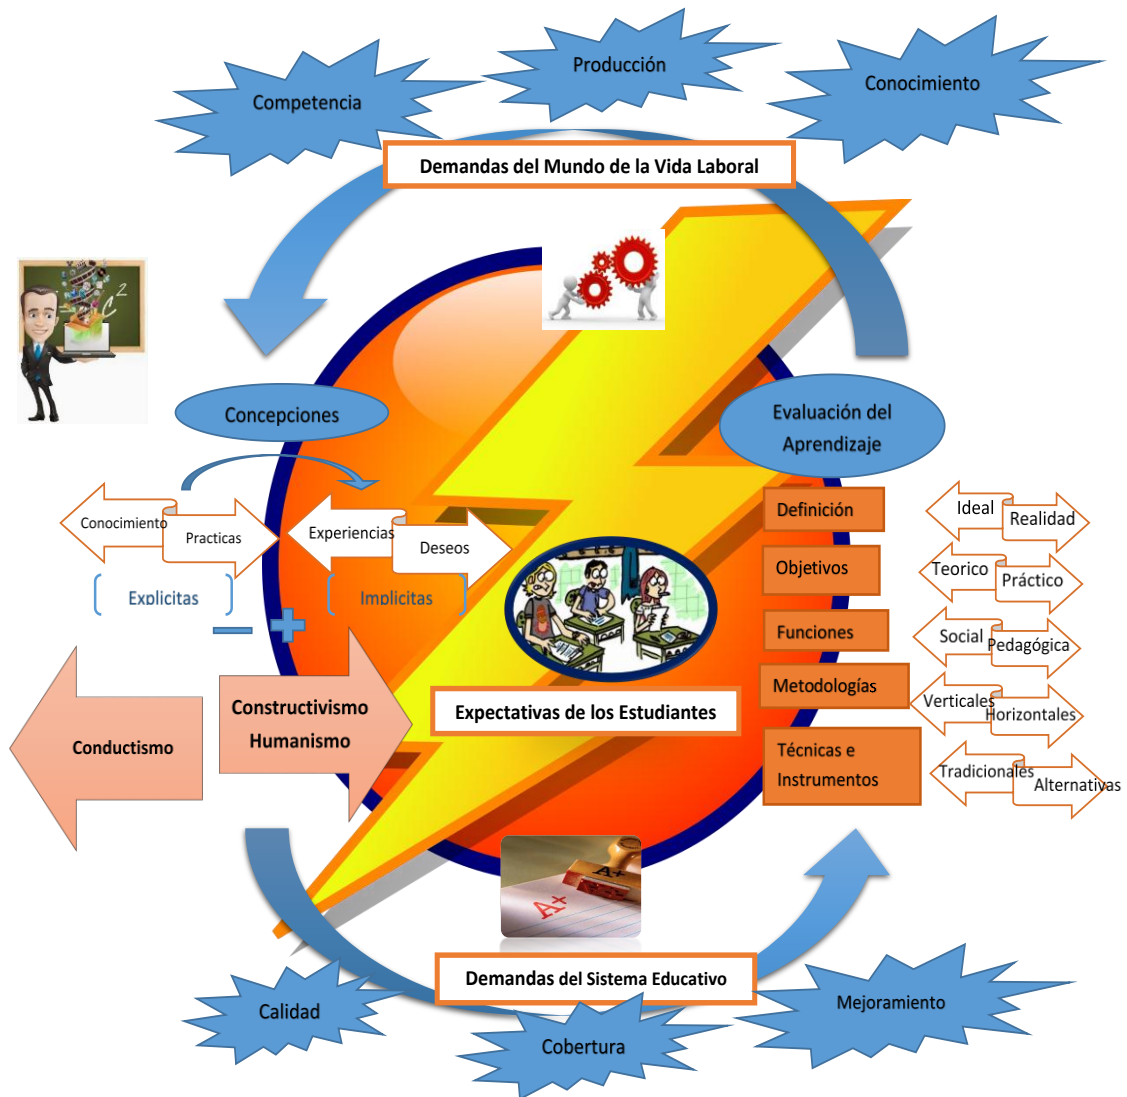 Competencia
Producción
Conocimiento
Demandas del Mundo de la Vida Laboral
C²
Concepciones
Evaluación del
Aprendizaje
Conocimiento
Practicas
Experiencias
Deseos
Explicitas
Implicitas
Definición
Ideal
Realidad
Objetivos
Teorico
Práctico
Funciones
Social
Pedagógica
Metodologías
Verticales
Horizontales
Técnicas e
Instrumentos
Tradicionales
Alternativas
Conductismo
Constructivismo
Humanismo
Expectativas de los Estudiantes
A+
A+
Demandas del Sistema Educativo
Calidad
Cobertura
Mejoramiento